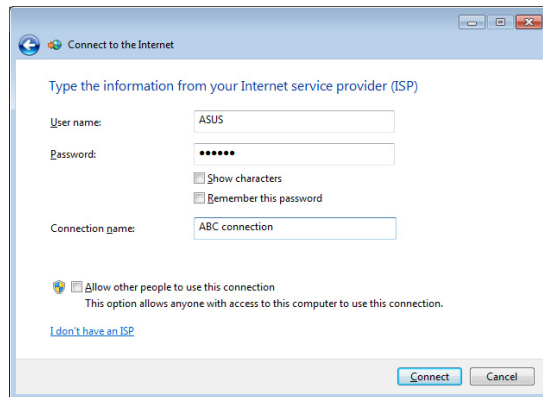 Connect to the Internet
Type the information from your Internet service provider (ISP)
User name: ASUS
Password: ••••••
Show characters
Remember this password
Connection name: ABC connection
Allow other people to use this connection
This option allows anyone with access to this computer to use this connection.
I don't have an ISP
Connect Cancel